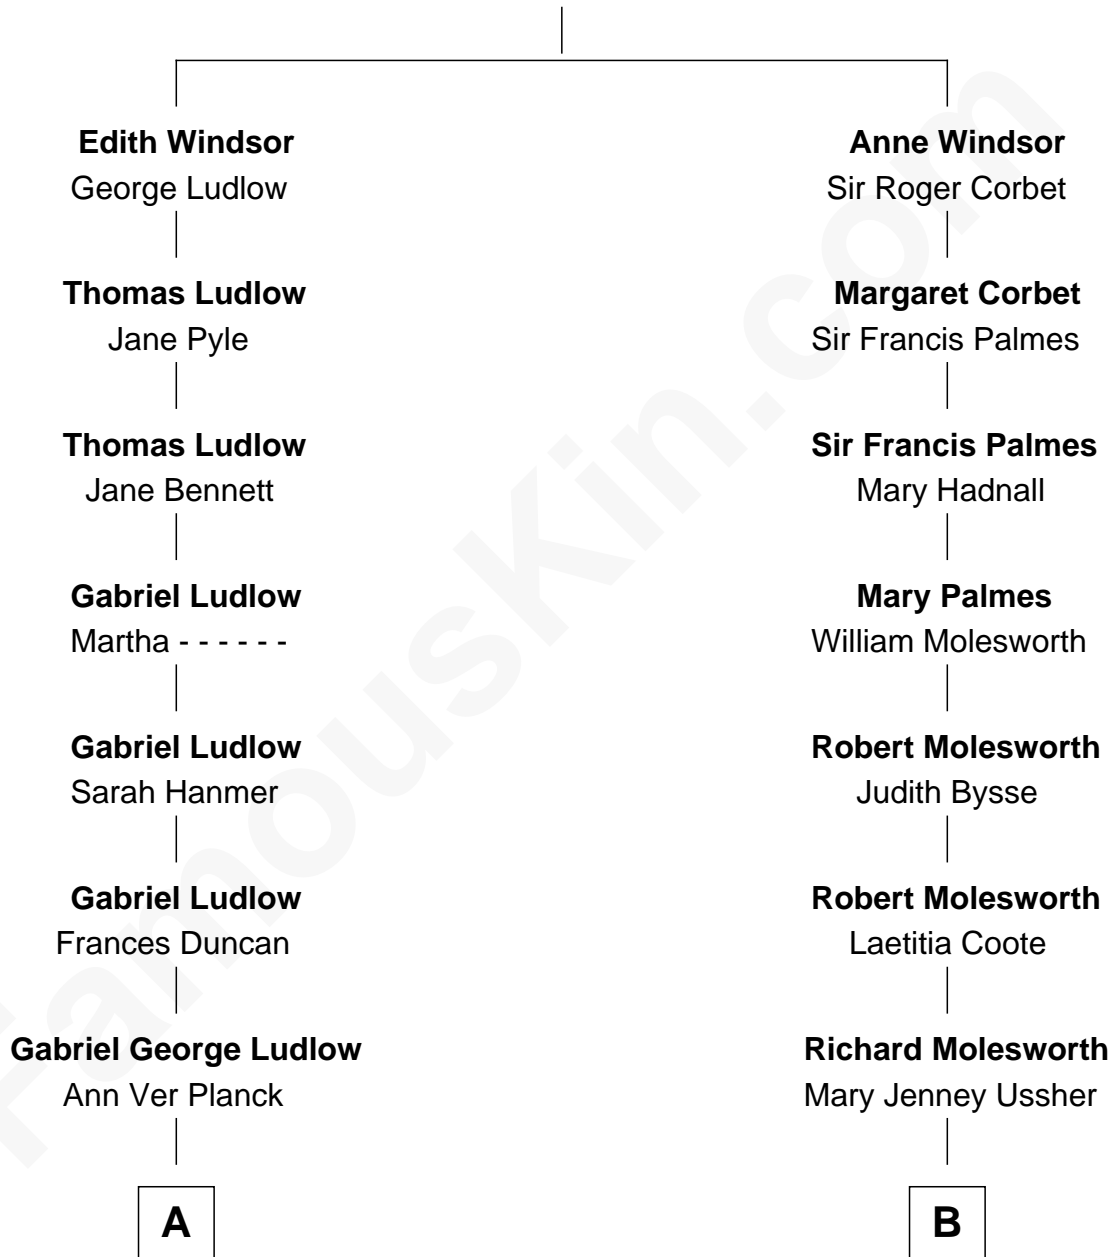 Edith Windsor
George Ludlow
Thomas Ludlow
Jane Pyle
Thomas Ludlow
Jane Bennett
Gabriel Ludlow
Martha - - - - - -
Gabriel Ludlow
Sarah Hanmer
Gabriel Ludlow
Frances Duncan
Gabriel George Ludlow
Ann Ver Planck
A
Anne Windsor
Sir Roger Corbet
Margaret Corbet
Sir Francis Palmes
Sir Francis Palmes
Mary Hadnall
Mary Palmes
William Molesworth
Robert Molesworth
Judith Bysse
Robert Molesworth
Laetitia Coote
Richard Molesworth
Mary Jenney Ussher
B
FamousKin.com